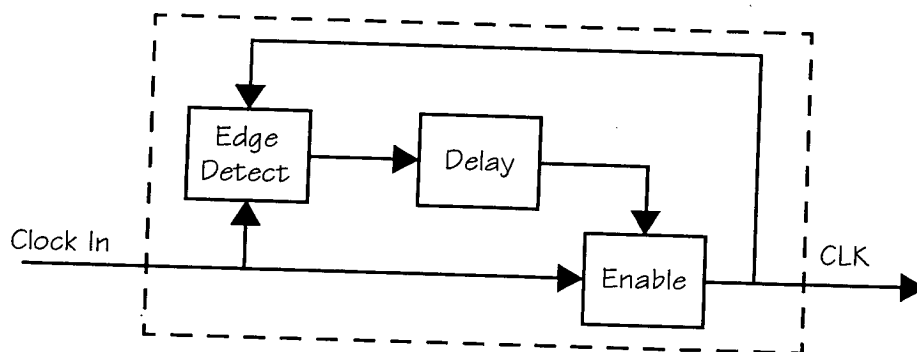 Edge
Detect
Delay
Clock In
Enable
CLK